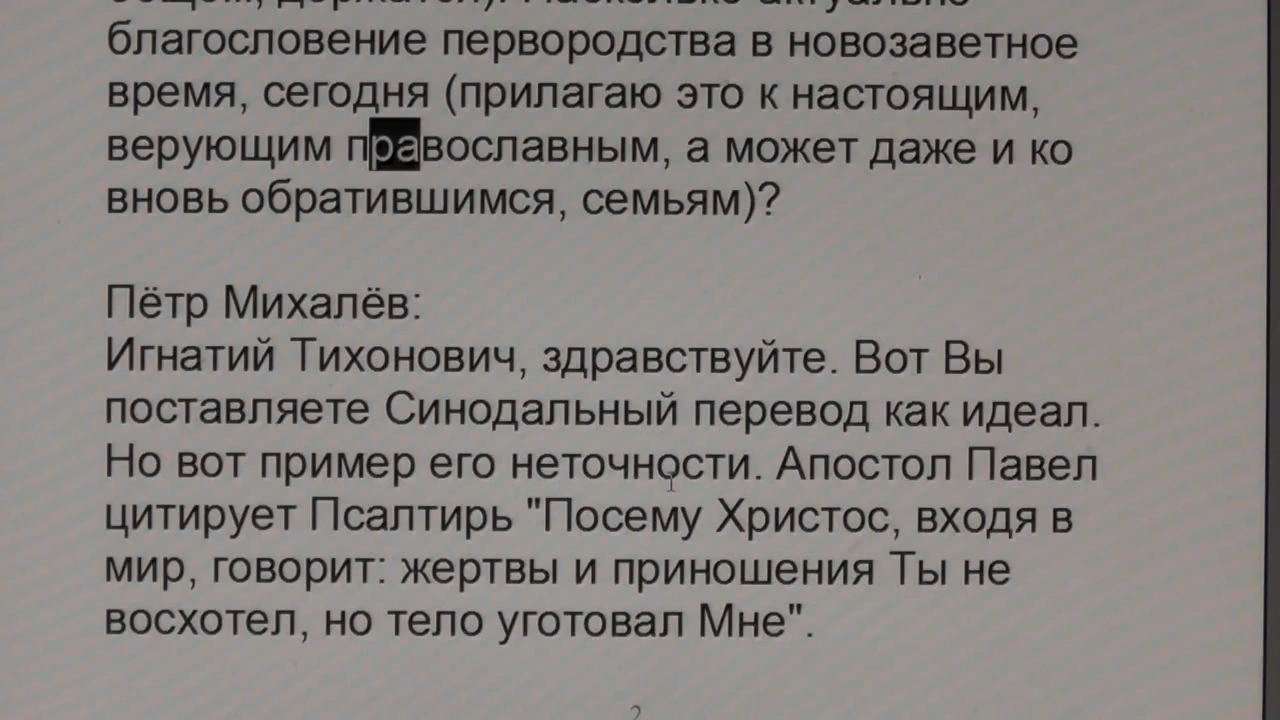 благословение первородства в новозаветное
время, сегодня (прилагаю это к настоящим,
верующим православным, а может даже и ко
вновь обратившимся, семьям)?
Пётр Михалёв:
Игнатий Тихонович, здравствуйте. Вот Вы
поставляете Синодальный перевод как идеал.
Но вот пример его неточности. Апостол Павел
цитирует Псалтирь "Посему Христос, входя в
мир, говорит: жертвы и приношения Ты не
восхотел, но тело уготовал Мне".
2